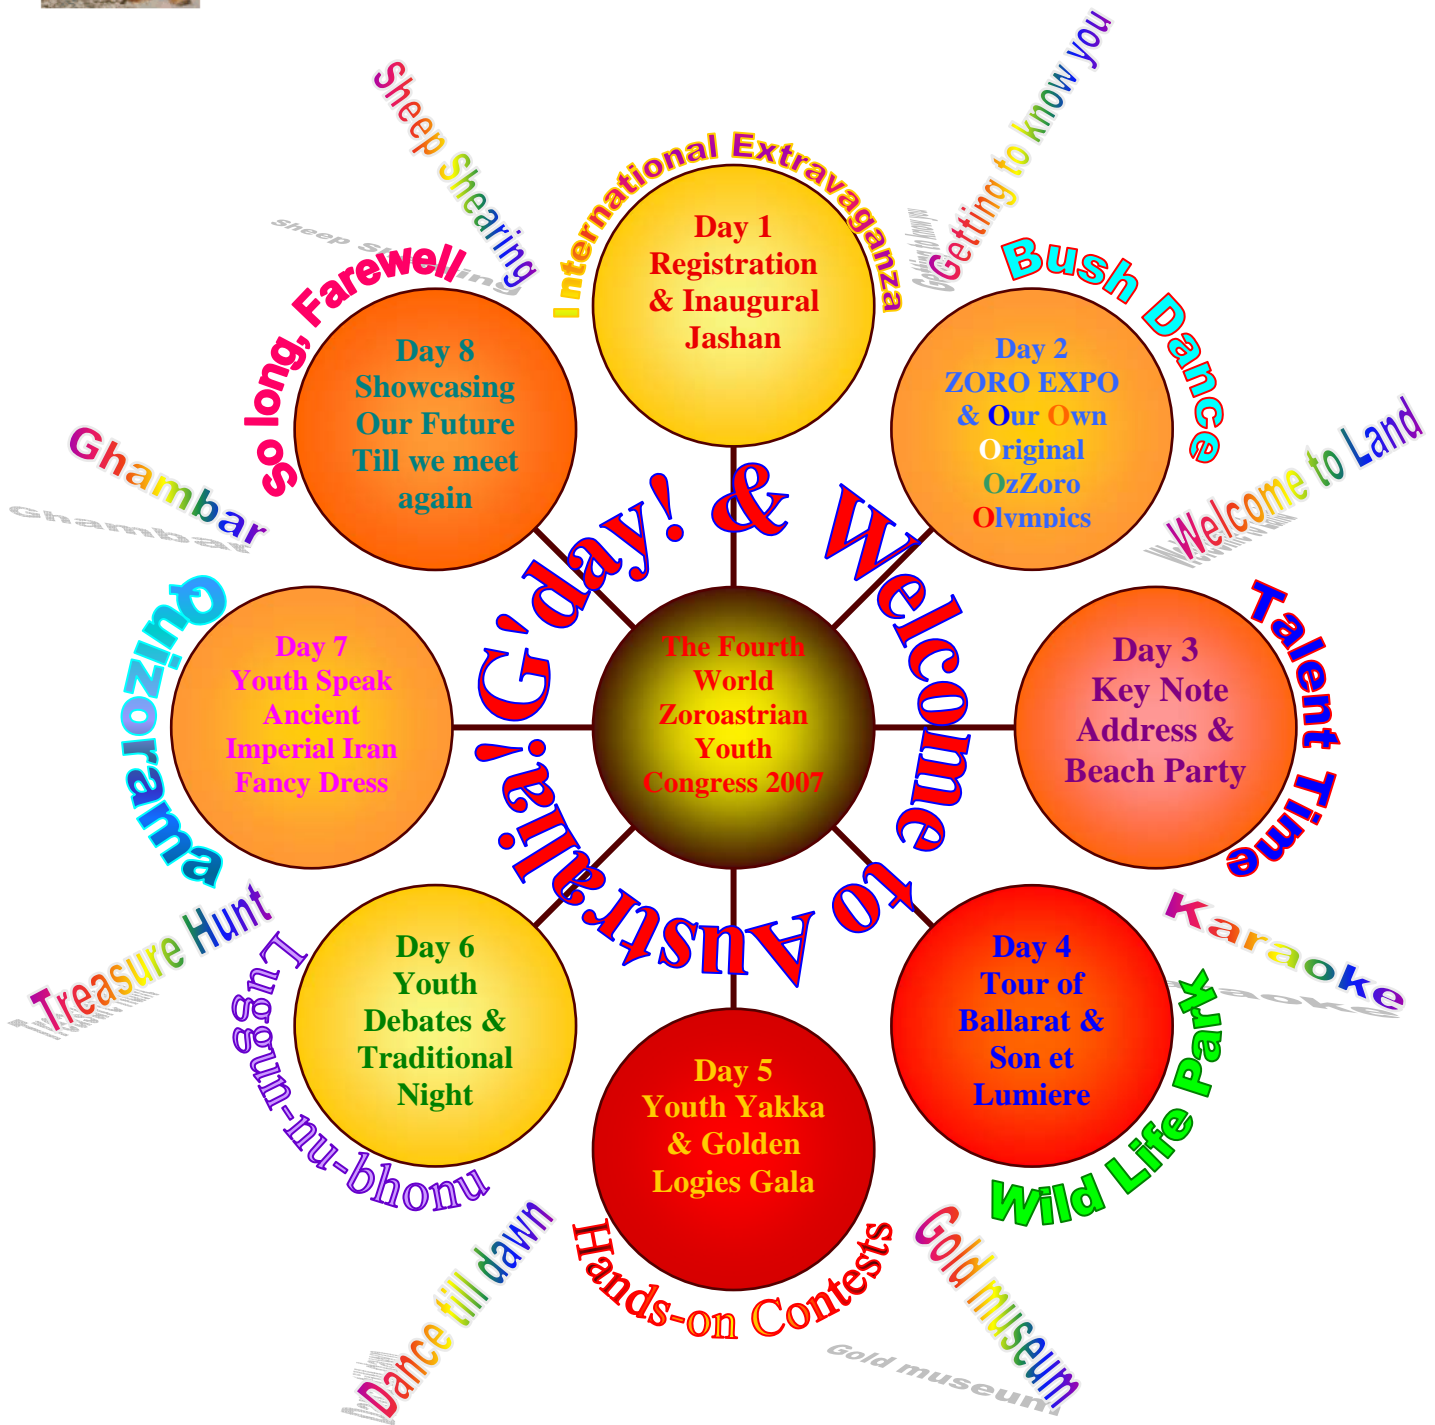 Sheep Shearing
Getting to know you
International Extravaganza
Day 1
Registration
& Inaugural
Jashan
Bush Dance
Day 2
ZORO EXPO
& Our Own
Original
OzZoro
Olympics
Welcome to Land
Talent Time
Day 3
Key Note
Address &
Beach Party
Karaoke
Wild Life Park
Day 4
Tour of
Ballarat &
Son et
Lumiere
Gold museum
Day 5
Youth Yakka
& Golden
Logies Gala
Hands-on Contests
Dance till dawn
Day 6
Youth
Debates &
Traditional
Night
Luggun-nu-bhonu
Treasure Hunt
Quizorama
Day 7
Youth Speak
Ancient
Imperial Iran
Fancy Dress
Ghambar
so long, Farewell
Day 8
Showcasing
Our Future
Till we meet
again
G'day! & Welcome to Australia!
The Fourth
World
Zoroastrian
Youth
Congress 2007